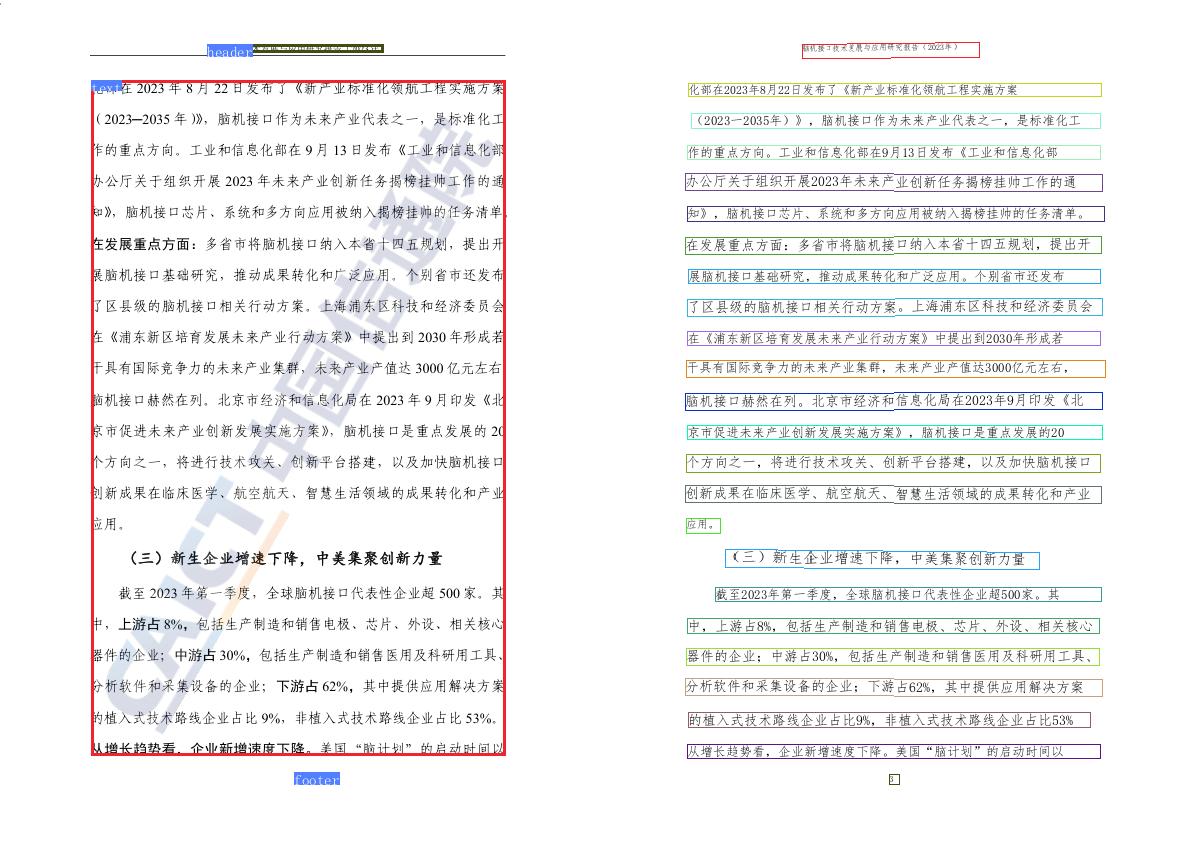 header
text
化部在 2023 年 8 月 22 日发布了《新产业标准化领航工程实施方案
（2023─2035 年）》，脑机接口作为未来产业代表之一，是标准化工
作的重点方向。工业和信息化部在 9 月 13 日发布《工业和信息化部
办公厅关于组织开展 2023 年未来产业创新任务揭榜挂帅工作的通
知》，脑机接口芯片、系统和多方向应用被纳入揭榜挂帅的任务清单
在发展重点方面：多省市将脑机接口纳入本省十四五规划，提出开
展脑机接口基础研究，推动成果转化和广泛应用。个别省市还发布
了区县级的脑机接口相关行动方案。上海浦东区科技和经济委员会
在《浦东新区培育发展未来产业行动方案》中提出到 2030 年形成若
干具有国际竞争力的未来产业集群，未来产业产值达 3000 亿元左右
脑机接口赫然在列。北京市经济和信息化局在 2023 年 9 月印发《北
京市促进未来产业创新发展实施方案》，脑机接口是重点发展的 20
个方向之一，将进行技术攻关、创新平台搭建，以及加快脑机接口
创新成果在临床医学、航空航天、智慧生活领域的成果转化和产业
应用。
（三）新生企业增速下降，中美集聚创新力量
截至 2023 年第一季度，全球脑机接口代表性企业超 500 家。其
中，上游占 8%，包括生产制造和销售电极、芯片、外设、相关核心
器件的企业；中游占 30%，包括生产制造和销售医用及科研用工具、
分析软件和采集设备的企业；下游占 62%，其中提供应用解决方案
的植入式技术路线企业占比 9%，非植入式技术路线企业占比 53%。
从增长趋势看，企业新增速度下降。美国“脑计划”的启动时间以
CAICT 中国信通院
footer
脑机接口技术发展与应用研究报告（2023年）
化部在2023年8月22日发布了《新产业标准化领航工程实施方案
（2023一2035年）》，脑机接口作为未来产业代表之一，是标准化工
作的重点方向。工业和信息化部在9月13日发布《工业和信息化部
办公厅关于组织开展2023年未来产业创新任务揭榜挂帅工作的通
知》，脑机接口芯片、系统和多方向应用被纳入揭榜挂帅的任务清单。
在发展重点方面：多省市将脑机接口纳入本省十四五规划，提出开
展脑机接口基础研究，推动成果转化和广泛应用。个别省市还发布
了区县级的脑机接口相关行动方案。上海浦东区科技和经济委员会
在《浦东新区培育发展未来产业行动方案》中提出到2030年形成若
干具有国际竞争力的未来产业集群，未来产业产值达3000亿元左右，
脑机接口赫然在列。北京市经济和信息化局在2023年9月印发《北
京市促进未来产业创新发展实施方案》，脑机接口是重点发展的20
个方向之一，将进行技术攻关、创新平台搭建，以及加快脑机接口
创新成果在临床医学、航空航天、智慧生活领域的成果转化和产业
应用。
（三）新生企业增速下降，中美集聚创新力量
截至2023年第一季度，全球脑机接口代表性企业超500家。其
中，上游占8%，包括生产制造和销售电极、芯片、外设、相关核心
器件的企业；中游占30%，包括生产制造和销售医用及科研用工具、
分析软件和采集设备的企业；下游占62%，其中提供应用解决方案
的植入式技术路线企业占比9%，非植入式技术路线企业占比53%
从增长趋势看，企业新增速度下降。美国“脑计划”的启动时间以
3